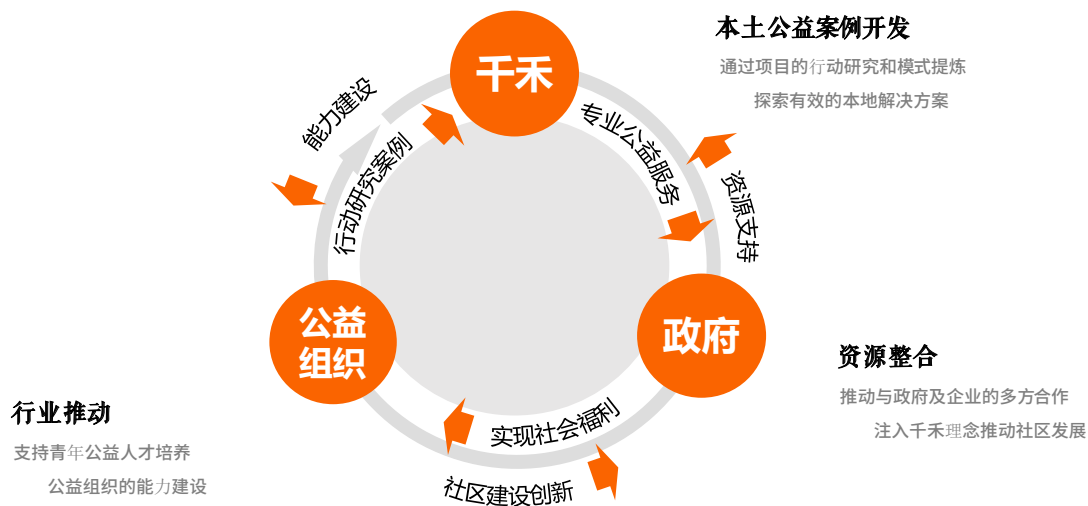 本土公益案例开发
通过项目的行动研究和模式提炼
探索有效的本地解决方案
千禾
能力建设
行动研究案例
专业公益服务
资源支持
公益
组织
政府
资源整合
推动与政府及企业的多方合作
注入千禾理念推动社区发展
行业推动
支持青年公益人才培养
公益组织的能力建设
实现社会福利
社区建设创新